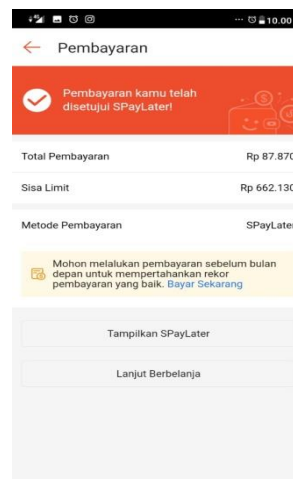 10.00
Pembayaran
Pembayaran kamu telah
disetujui SPayLater!
Total Pembayaran Rp 87.870
Sisa Limit Rp 662.130
Metode Pembayaran SPayLater
Mohon melalukan pembayaran sebelum bulan
depan untuk mempertahankan rekor
pembayaran yang baik. Bayar Sekarang
Tampilkan SPayLater
Lanjut Berbelanja